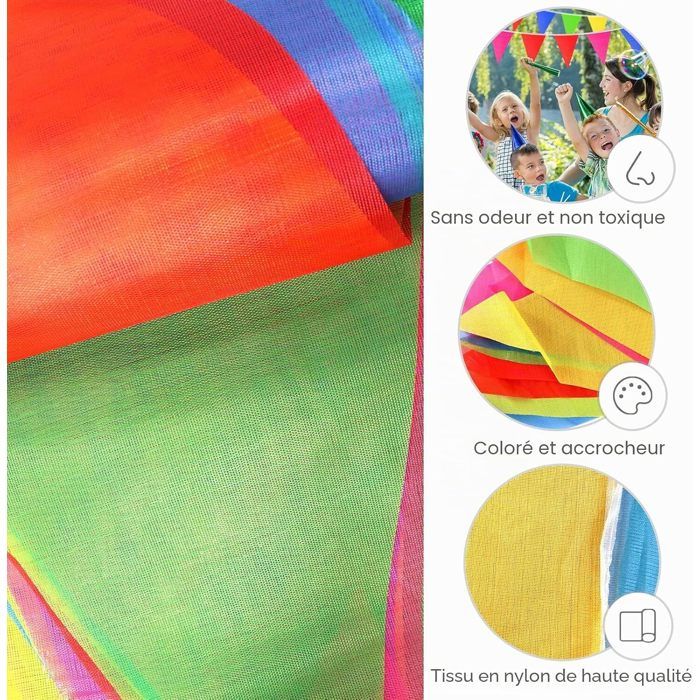 Sans odeur et non toxique
Coloré et accrocheur
Tissu en nylon de haute qualité